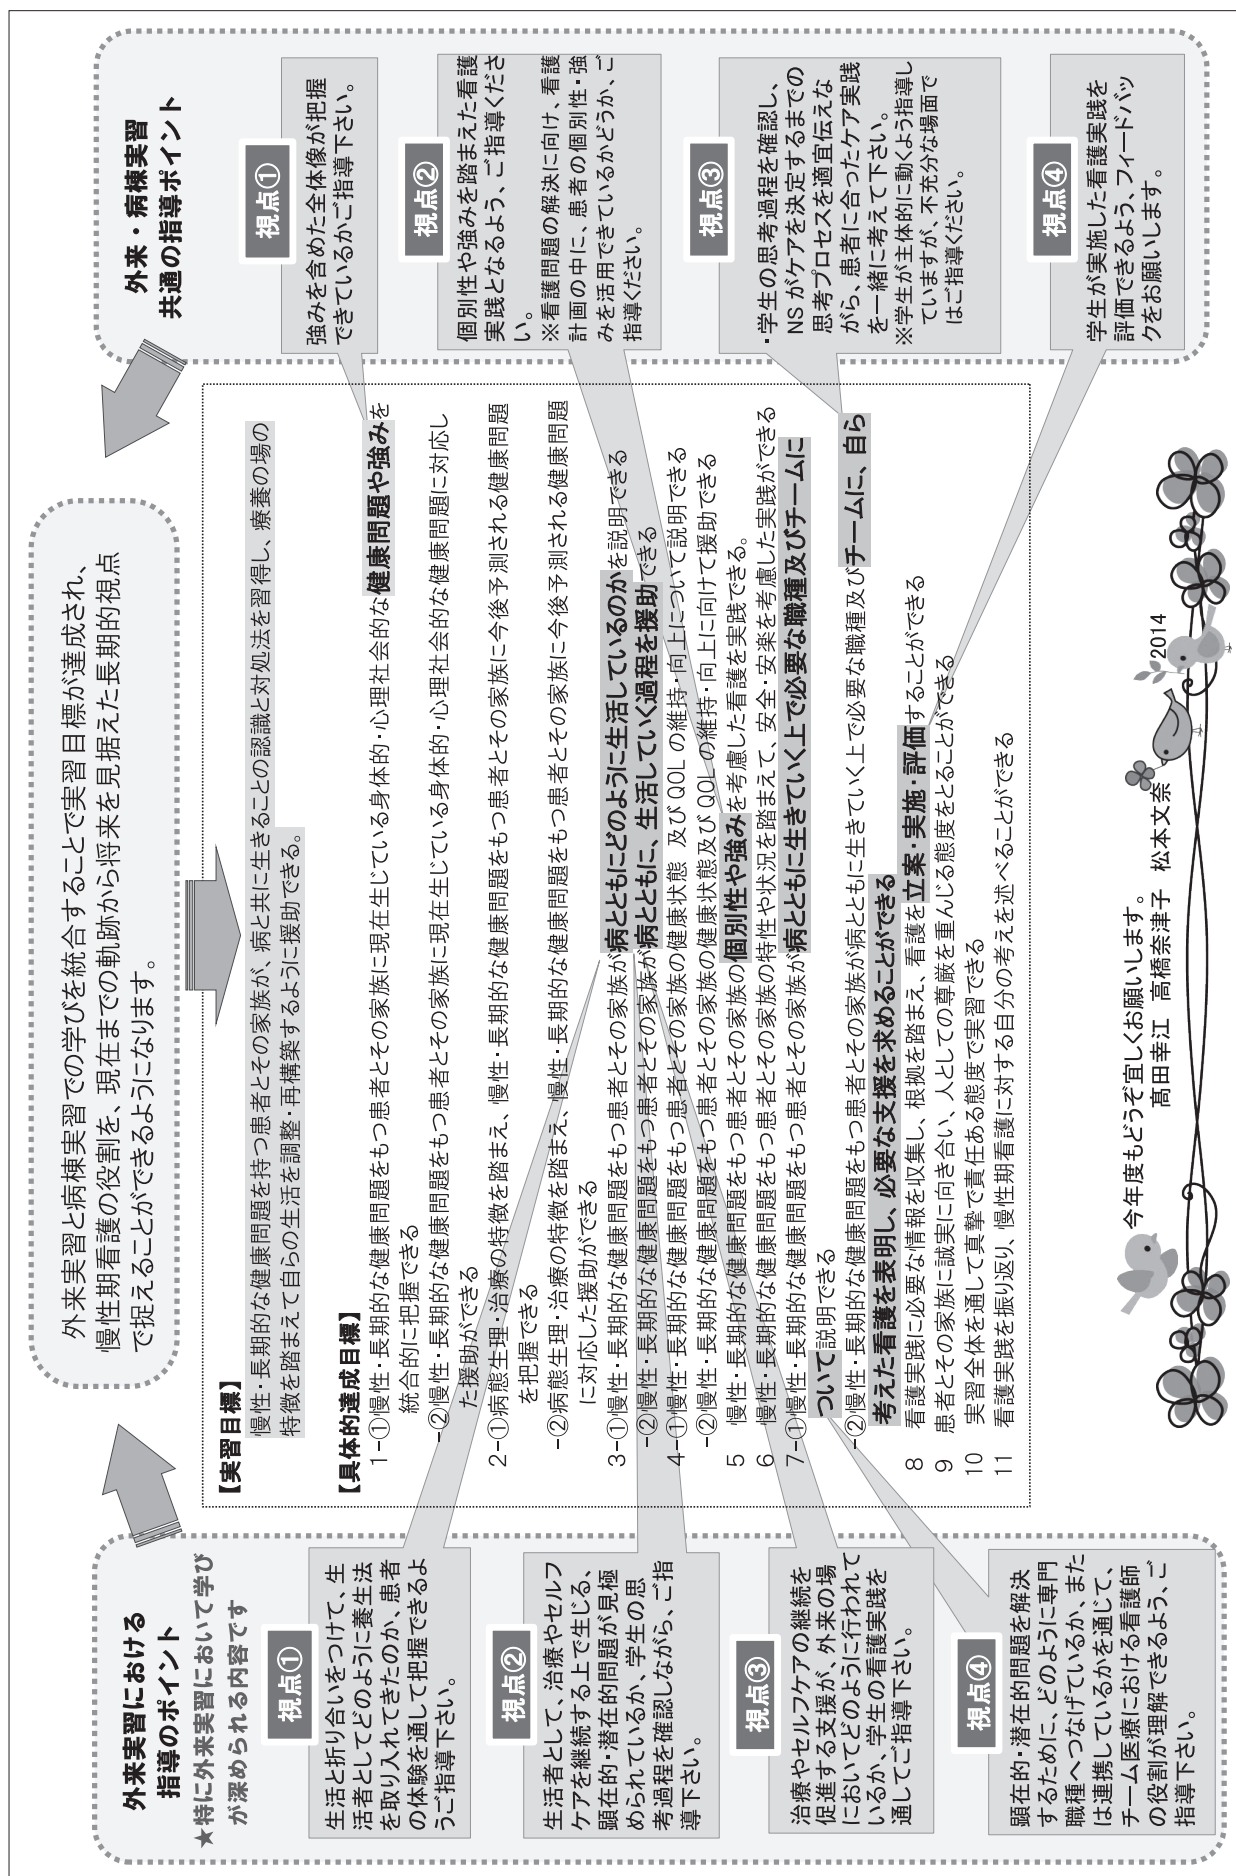 外来実習と病棟実習での学びを統合することで実習目標が達成され、
慢性期看護の役割を、現在までの軌跡から将来を見据えた長期的視点
で捉えることができるようになります。
外来実習における
指導のポイント
★特に外来実習において学び
が深められる内容です
視点①
生活と折り合いをつけて、生
活者としてどのように養生法
を取り入れてきたのか、患者
の体験を通して把握できるよ
うご指導下さい。
視点②
生活者として、治療やセルフ
ケアを継続する上で生じる、
顕在的・潜在的問題が見極
められているか、学生の思
考過程を確認しながら、ご指
導下さい。
視点③
治療やセルフケアの継続を
促進する支援が、外来の場
においてどのように行われて
いるか、学生の看護実践を
通してご指導下さい。
視点④
顕在的・潜在的問題を解決
するために、どのように専門
職種へつなげているか、また
は連携しているかを通じて、
チーム医療における看護師
の役割が理解できるよう、ご
指導下さい。
【実習目標】
慢性・長期的な健康問題を持つ患者とその家族が、病と共に生きることの認識と対処法を習得し、療養の場の
特徴を踏まえて自らの生活を調整・再構築するように援助できる。
【具体的達成目標】
1-①慢性・長期的な健康問題をもつ患者とその家族に現在生じている身体的・心理社会的な健康問題や強みを
統合的に把握できる
-②慢性・長期的な健康問題をもつ患者とその家族に現在生じている身体的・心理社会的な健康問題に対応し
た援助ができる
2-①病態生理・治療の特徴を踏まえ、慢性・長期的な健康問題をもつ患者とその家族に今後予測される健康問題
を把握できる
-②病態生理・治療の特徴を踏まえ、慢性・長期的な健康問題をもつ患者とその家族に今後予測される健康問題
に対応した援助ができる
3-①慢性・長期的な健康問題をもつ患者とその家族が病とともにどのように生活しているのかを説明できる
-②慢性・長期的な健康問題をもつ患者とその家族が病とともに、生活していく過程を援助できる
4-①慢性・長期的な健康問題をもつ患者とその家族の健康状態 及び QOL の維持・向上について説明できる
-②慢性・長期的な健康問題をもつ患者とその家族の健康状態及び QOL の維持・向上に向けて援助できる
5 慢性・長期的な健康問題をもつ患者とその家族の個別性や強みを考慮した看護を実践できる。
6 慢性・長期的な健康問題をもつ患者とその家族の特性や状況を踏まえて、安全・安楽を考慮した実践ができる
7-①慢性・長期的な健康問題をもつ患者とその家族が病とともに生きていく上で必要な職種及びチームに
ついて説明できる
-②慢性・長期的な健康問題をもつ患者とその家族が病とともに生きていく上で必要な職種及びチームに、自ら
考えた看護を表明し、必要な支援を求めることができる
8 看護実践に必要な情報を収集し、根拠を踏まえ、看護を立案・実施・評価することができる
9 患者とその家族に誠実に向き合い、人としての尊厳を重んじる態度をとることができる
10 実習全体を通して真摯で責任ある態度で実習できる
11 看護実践を振り返り、慢性期看護に対する自分の考えを述べることができる
外来・病棟実習
共通の指導ポイント
視点①
強みを含めた全体像が把握
できているかご指導下さい。
視点②
個別性や強みを踏まえた看護
実践となるよう、ご指導くださ
い。
※看護問題の解決に向け、看護
計画の中に、患者の個別性・強
みを活用できているかどうか、ご
指導ください。
視点③
・学生の思考過程を確認し、
NS がケアを決定するまでの
思考プロセスを適宜伝えな
がら、患者に合ったケア実践
を一緒に考えて下さい。
※学生が主体的に動くよう指導し
ていますが、不充分な場面で
はご指導ください。
視点④
学生が実施した看護実践を
評価できるよう、フィードバッ
クをお願いします。
今年度もどうぞ宜しくお願いします。
髙田幸江 高橋奈津子 松本文奈 2014